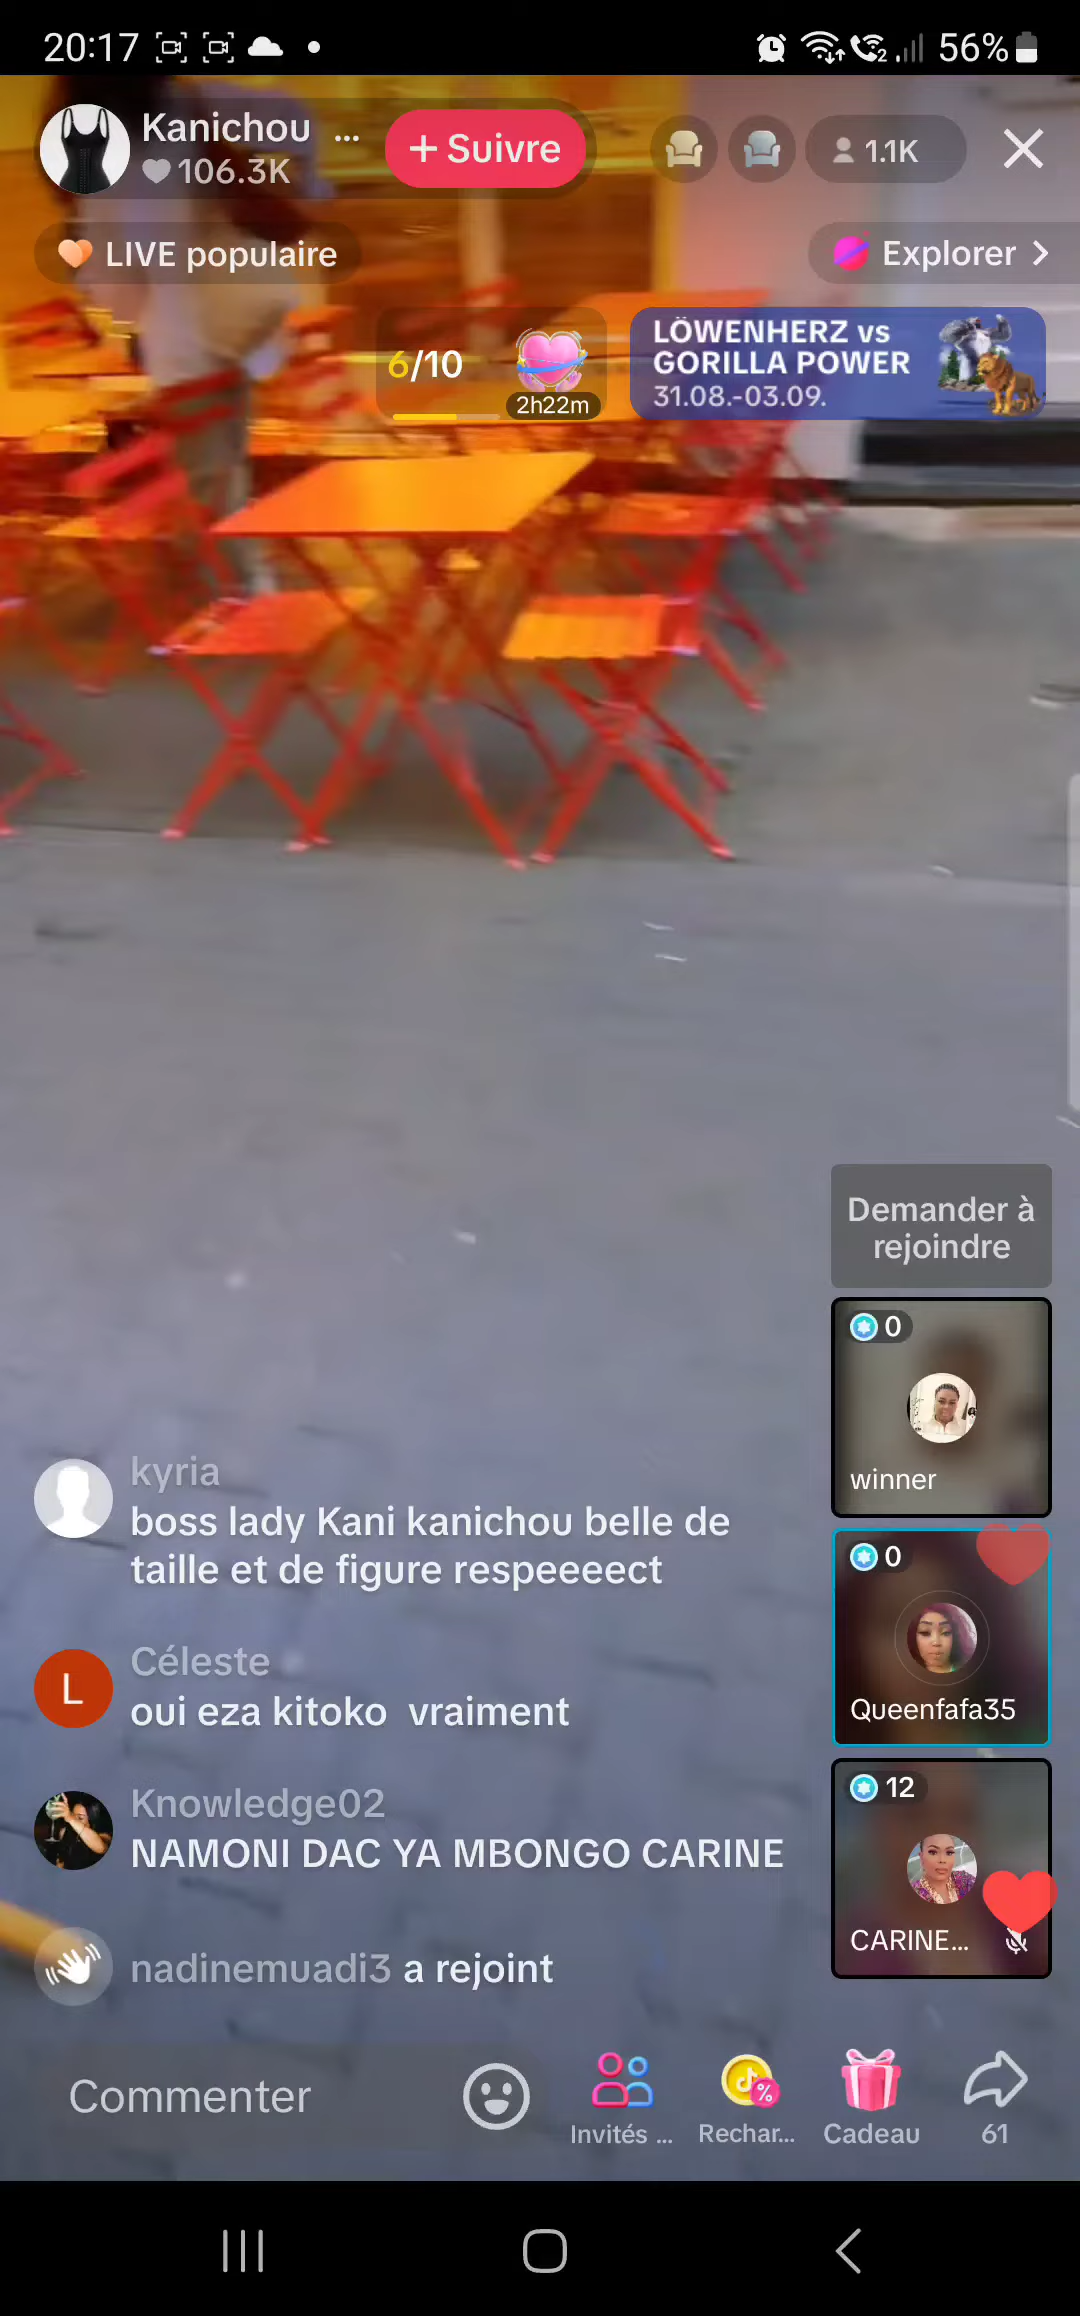 20:17
2
56%
Kanichou ...
106.3K
+ Suivre
1.1K
LIVE populaire
Explorer
6/10
2h22m
LÖWENHERZ vs
GORILLA POWER
31.08.-03.09.
Demander à
rejoindre
0
winner
0
Queenfafa35
12
CARINE...
kyria
boss lady Kani kanichou belle de
taille et de figure respeeeect
L
Céleste
oui eza kitoko vraiment
Knowledge02
NAMONI DAC YA MBONGO CARINE
nadinemuadi3 a rejoint
Commenter
%
Invités ...
Rechar...
Cadeau
61